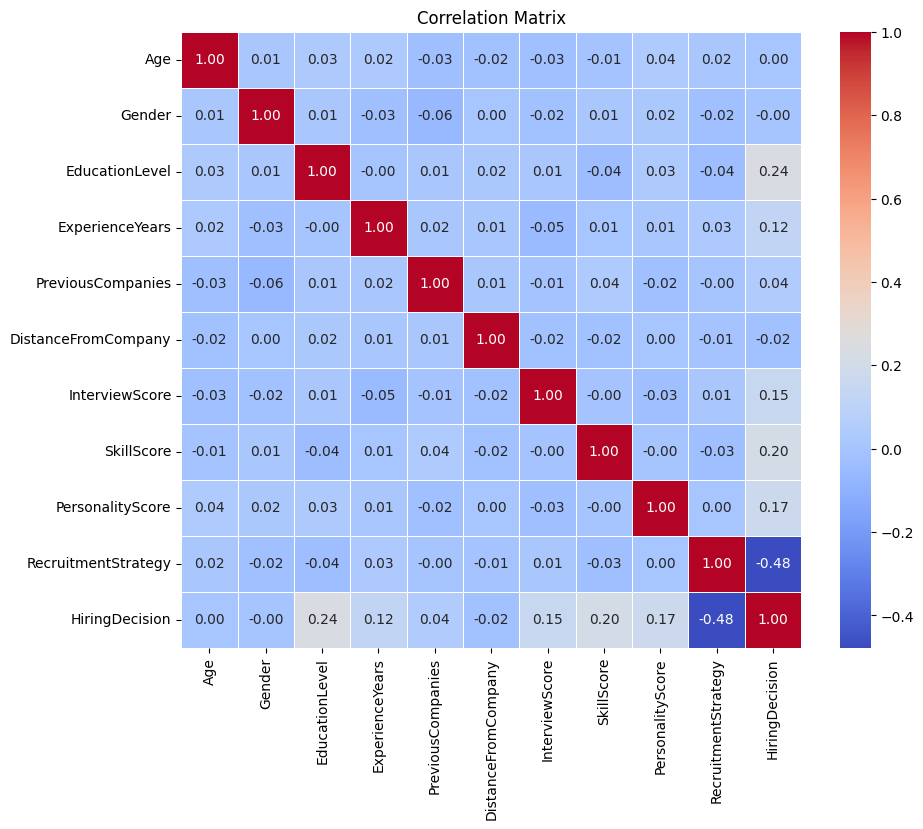 Correlation Matrix
Age 1.00 0.01 0.03 0.02 -0.03 -0.02 -0.03 -0.01 0.04 0.02 0.00
Gender 0.01 1.00 0.01 -0.03 -0.06 0.00 -0.02 0.01 0.02 -0.02 -0.00
EducationLevel 0.03 0.01 1.00 -0.00 0.01 0.02 0.01 -0.04 0.03 -0.04 0.24
ExperienceYears 0.02 -0.03 -0.00 1.00 0.02 0.01 -0.05 0.01 0.01 0.03 0.12
PreviousCompanies -0.03 -0.06 0.01 0.02 1.00 0.01 -0.01 0.04 -0.02 -0.00 0.04
DistanceFromCompany -0.02 0.00 0.02 0.01 0.01 1.00 -0.02 -0.02 0.00 -0.01 -0.02
InterviewScore -0.03 -0.02 0.01 -0.05 -0.01 -0.02 1.00 -0.00 -0.03 0.01 0.15
SkillScore -0.01 0.01 -0.04 0.01 0.04 -0.02 -0.00 1.00 -0.00 -0.03 0.20
PersonalityScore 0.04 0.02 0.03 0.01 -0.02 0.00 -0.03 -0.00 1.00 0.00 0.17
RecruitmentStrategy 0.02 -0.02 -0.04 0.03 -0.00 -0.01 0.01 -0.03 0.00 1.00 -0.48
HiringDecision 0.00 -0.00 0.24 0.12 0.04 -0.02 0.15 0.20 0.17 -0.48 1.00
Age
Gender
EducationLevel
ExperienceYears
PreviousCompanies
DistanceFromCompany
InterviewScore
SkillScore
PersonalityScore
RecruitmentStrategy
HiringDecision
1.0
0.8
0.6
0.4
0.2
0.0
−0.2
−0.4